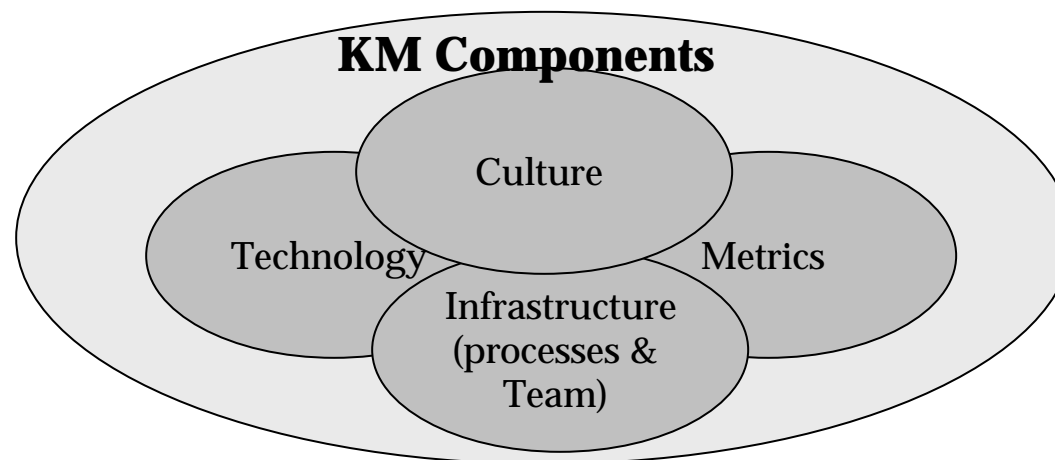 KM Components
Culture
Technology
Metrics
Infrastructure
(processes &
Team)